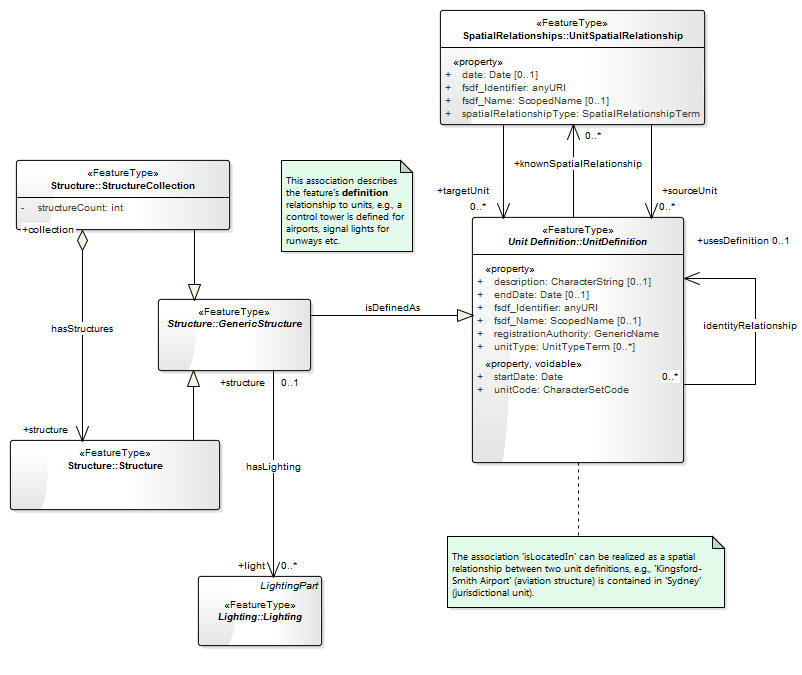 «FeatureType»
SpatialRelationships::UnitSpatialRelationship
«property»
+ date: Date [0..1]
+ fsdf_Identifier: anyURI
+ fsdf_Name: ScopedName [0..1]
+ spatialRelationshipType: SpatialRelationshipTerm
0..*
+knownSpatialRelationship
+targetUnit
0..*
+sourceUnit
0..*
«FeatureType»
Structure::StructureCollection
- structureCount: int
+collection
This association describes
the feature's definition
relationship to units, e.g., a
control tower is defined for
airports, signal lights for
runways etc.
«FeatureType»
Unit Definition::UnitDefinition
«property»
+ description: CharacterString [0..1]
+ endDate: Date [0..1]
+ fsdf_Identifier: anyURI
+ fsdf_Name: ScopedName [0..1]
+ registrationAuthority: GenericName
+ unitType: UnitTypeTerm [0..*]
«property, voidable»
+ startDate: Date
+ unitCode: CharacterSetCode
+usesDefinition 0..1
identityRelationship
0..*
hasStructures
«FeatureType»
Structure::GenericStructure
isDefinedAs
+structure 0..1
+structure
«FeatureType»
Structure::Structure
hasLighting
+light 0..*
LightingPart
«FeatureType»
Lighting::Lighting
The association 'isLocatedIn' can be realized as a spatial
relationship between two unit definitions, e.g., 'Kingsford-
Smith Airport' (aviation structure) is contained in 'Sydney'
(jurisdictional unit).